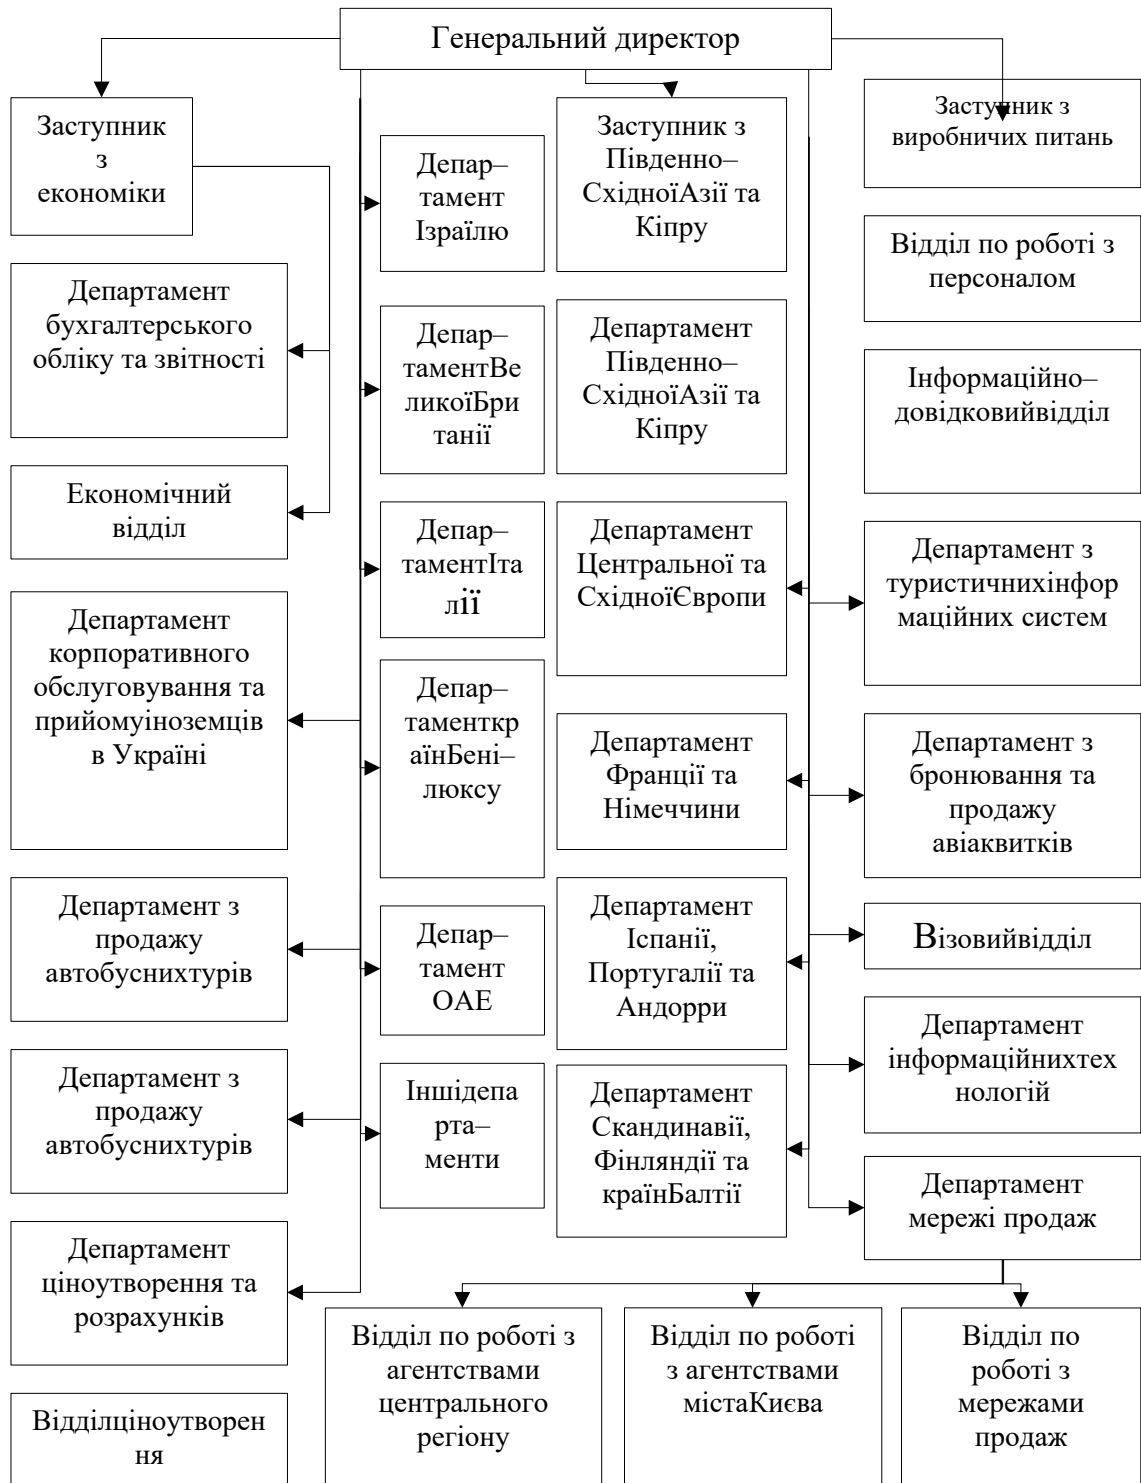 Генеральний директор
Заступник
з
економіки
Департамент
бухгалтерського
обліку та звітності
Економічний
відділ
Департамент
корпоративного
обслуговування та
прийомуіноземців
в Україні
Департамент з
продажу
автобуснихтурів
Департамент з
продажу
автобуснихтурів
Департамент
ціноутворення та
розрахунків
Відділціноутворен
ня
Депар–
тамент
Ізраїлю
Депар–
таментВе
ликоїБри
танії
Депар–
таментІта
лії
Депар–
таменткр
аїнБені–
люксу
Депар–
тамент
ОАЕ
Іншідепа
рта–
менти
Заступник з
Південно–
СхідноїАзії та
Кіпру
Департамент
Південно–
СхідноїАзії та
Кіпру
Департамент
Центральної та
СхідноїЄвропи
Департамент
Франції та
Німеччини
Департамент
Іспанії,
Португалії та
Андорри
Департамент
Скандинавії,
Фінляндії та
країнБалтії
Заступник з
виробничих питань
Відділ по роботі з
персоналом
Інформаційно–
довідковийвідділ
Департамент з
туристичнихінфор
маційних систем
Департамент з
бронювання та
продажу
авіаквитків
Візовийвідділ
Департамент
інформаційнихтех
нологій
Департамент
мережі продаж
Відділ по роботі з
агентствами
центрального
регіону
Відділ по роботі
з агентствами
містаКиєва
Відділ по
роботі з
мережами
продаж